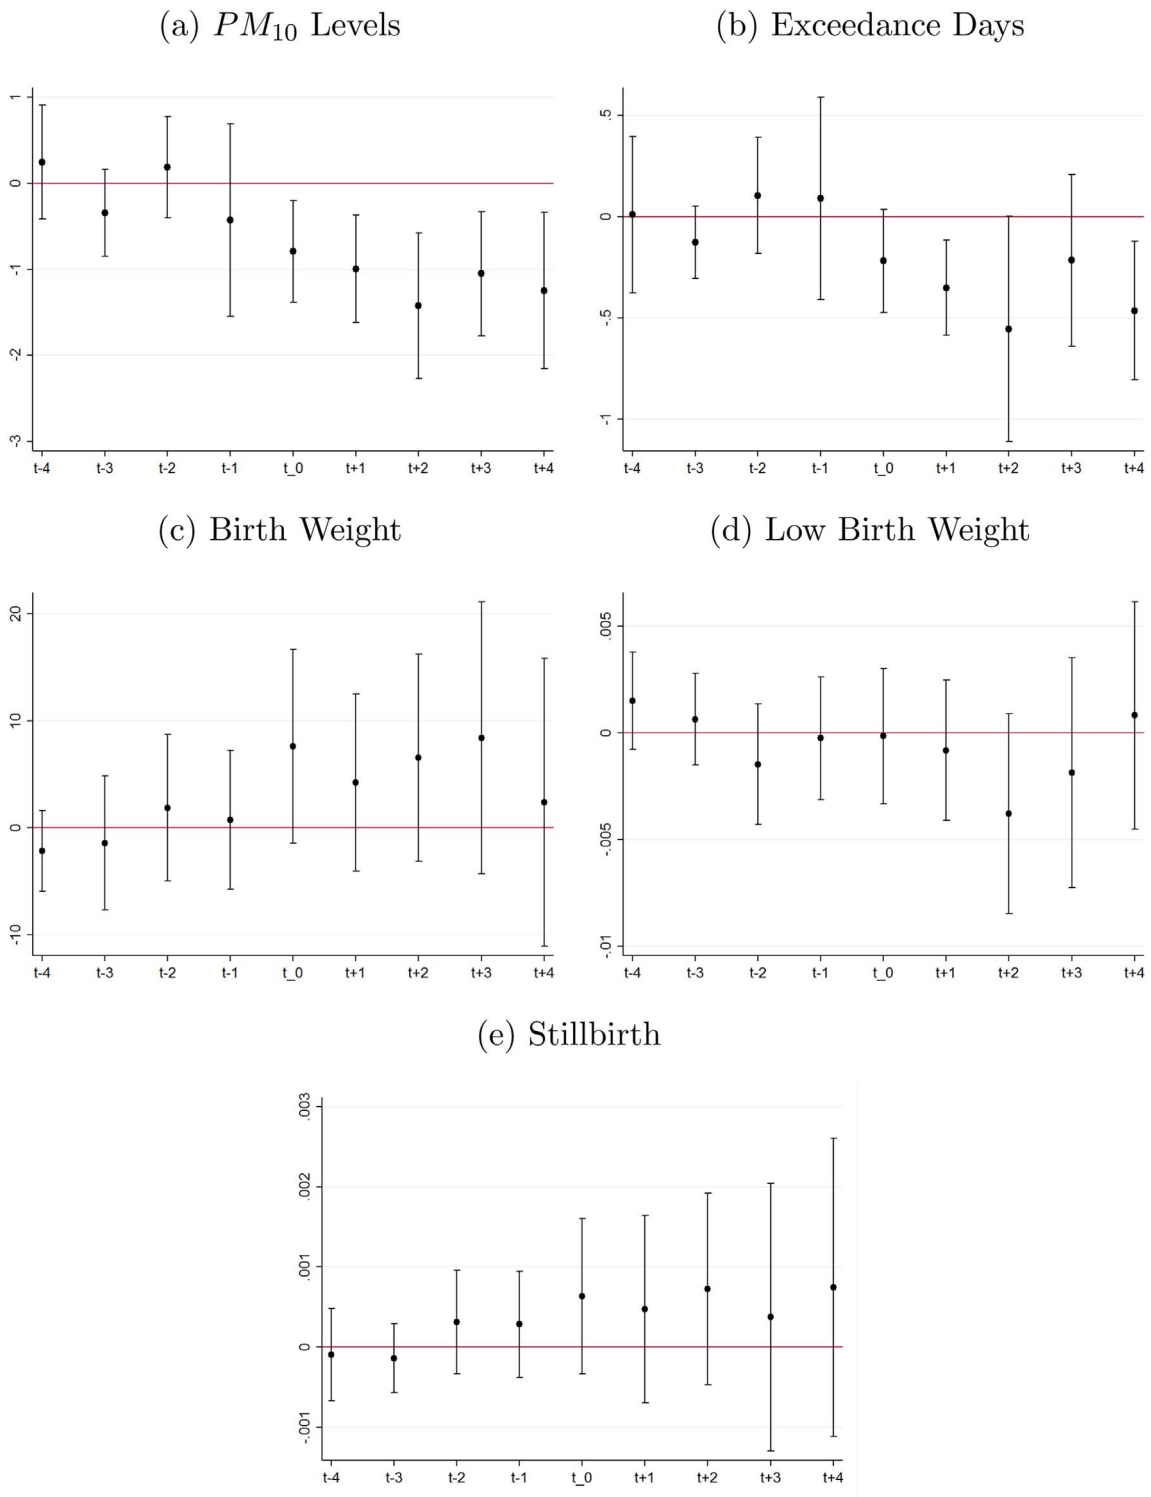 (a) PM10 Levels
(b) Exceedance Days
1
0
-1
-2
-3
t-4 t-3 t-2 t-1 t_0 t+1 t+2 t+3 t+4
.5
0
-.5
-1
t-4 t-3 t-2 t-1 t_0 t+1 t+2 t+3 t+4
(c) Birth Weight
(d) Low Birth Weight
20
10
0
-10
t-4 t-3 t-2 t-1 t_0 t+1 t+2 t+3 t+4
.005
0
-.005
-.01
t-4 t-3 t-2 t-1 t_0 t+1 t+2 t+3 t+4
(e) Stillbirth
.003
.002
.001
0
-.001
t-4 t-3 t-2 t-1 t_0 t+1 t+2 t+3 t+4